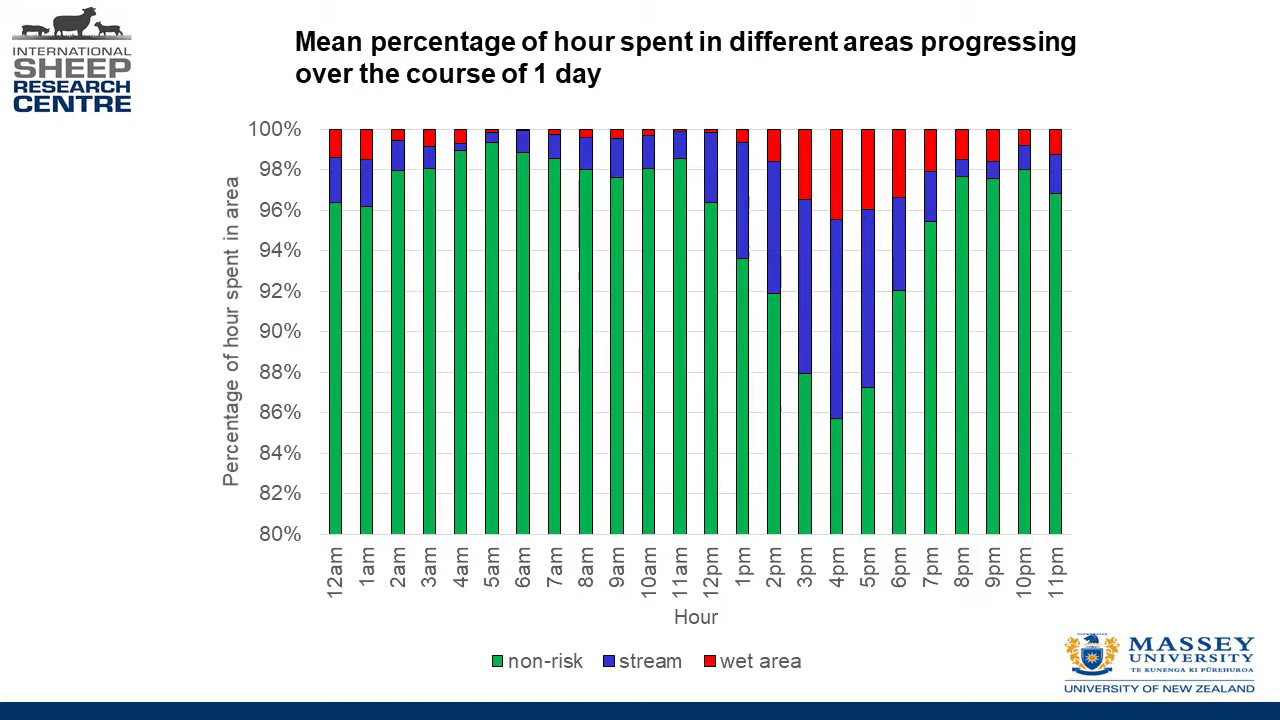 INTERNATIONAL
SHEEP
RESEARCH
CENTRE
Mean percentage of hour spent in different areas progressing
over the course of 1 day
Percentage of hour spent in area
100%
98%
96%
94%
92%
90%
88%
86%
84%
82%
80%
12am
1am
2am
3am
4am
5am
6am
7am
8am
9am
10am
11am
12pm
1pm
2pm
3pm
4pm
5pm
6pm
7pm
8pm
9pm
10pm
11pm
Hour
non-risk
stream
wet area
MASSEY
UNIVERSITY
TE KUNENGA KI PŪREHUROA
UNIVERSITY OF NEW ZEALAND